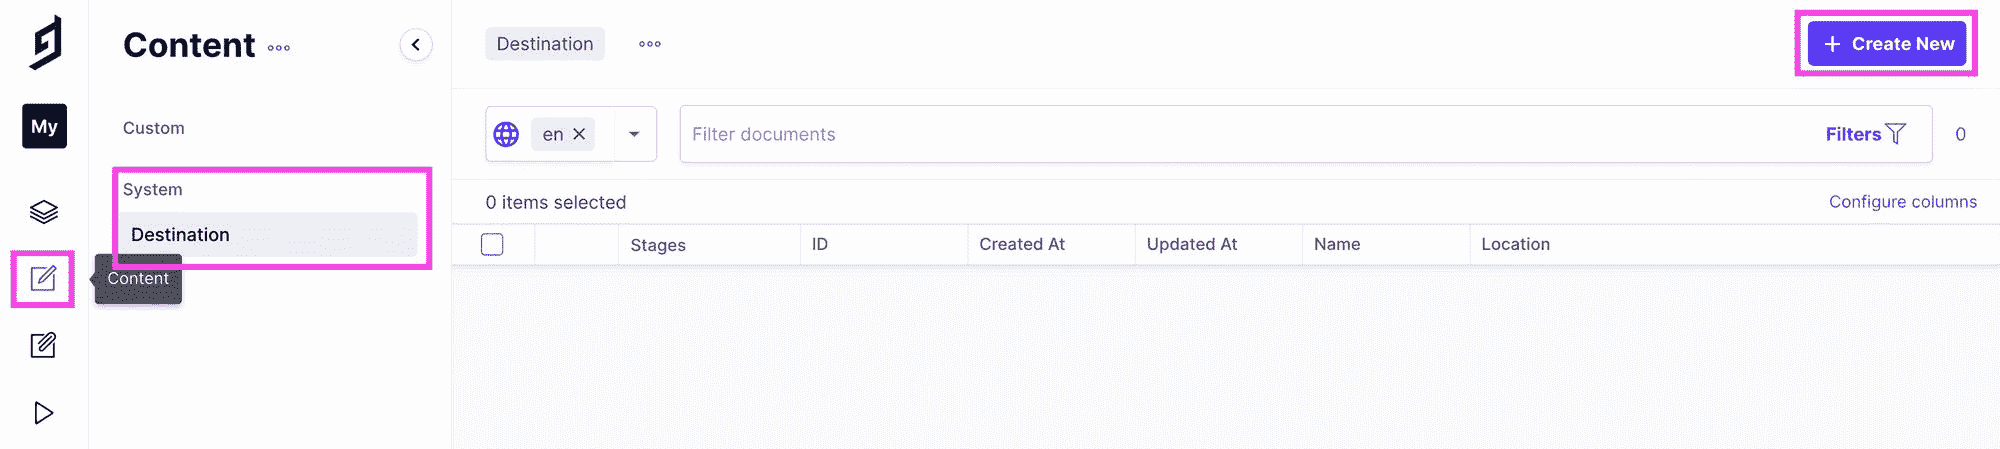 Content
My
Custom
System
Destination
Content
Destination
+ Create New
en
Filter documents
Filters
0
0 items selected
Configure columns
Stages
ID
Created At
Updated At
Name
Location